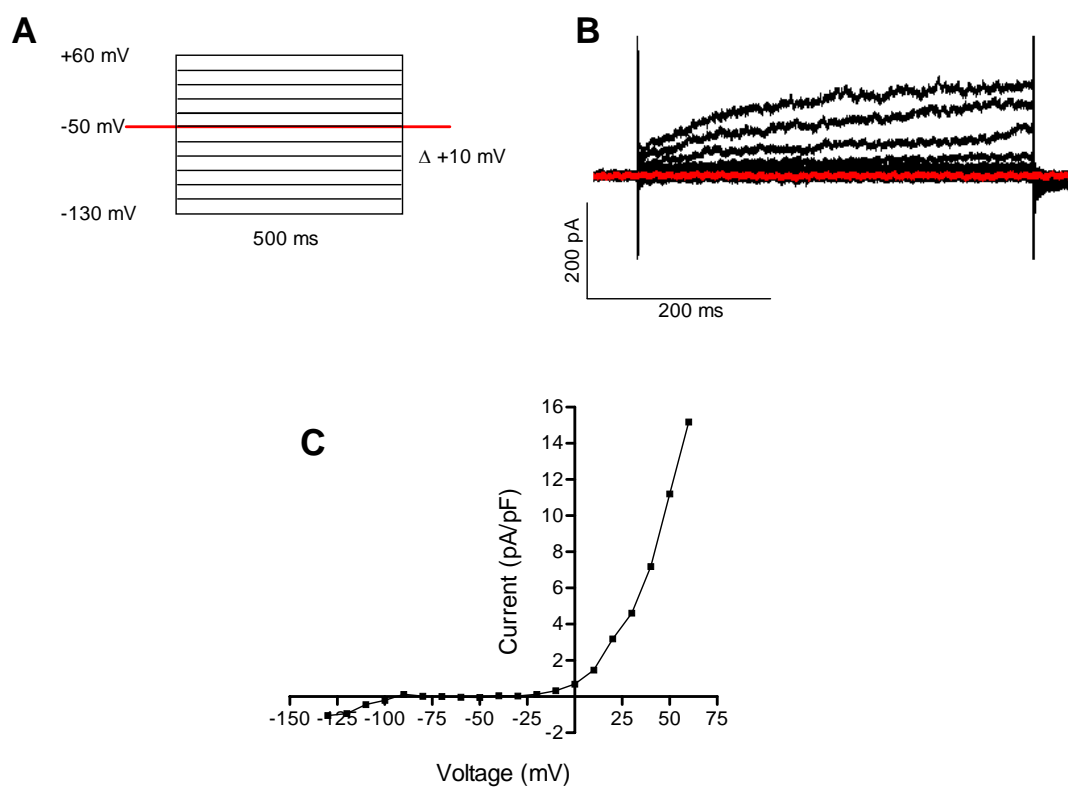 A
+60 mV
-50 mV
Δ +10 mV
-130 mV
500 ms
B
200 pA
200 ms
C
Current (pA/pF)
16
14
12
10
8
6
4
2
-2
-150 -125 -100 -75 -50 -25 25 50 75
Voltage (mV)